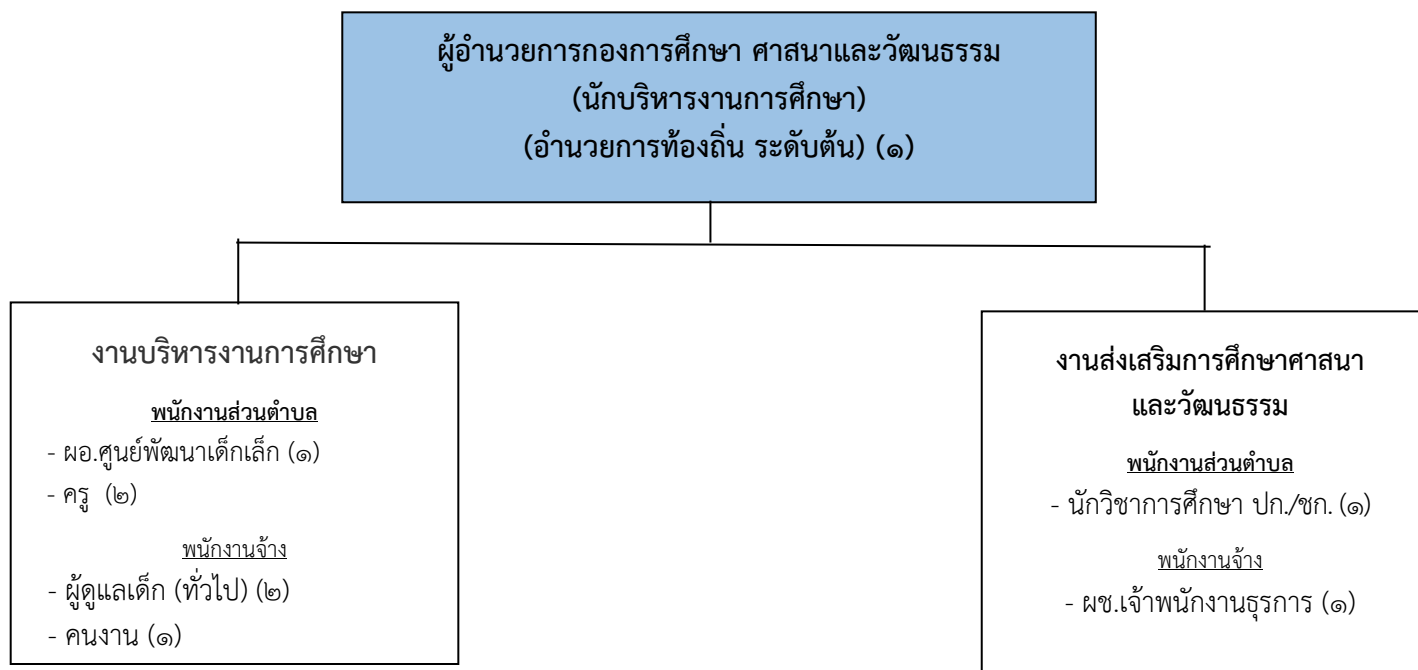 ผู้อำนวยการกองการศึกษา ศาสนาและวัฒนธรรม
(นักบริหารงานการศึกษา)
(อำนวยการท้องถิ่น ระดับต้น) (๑)
งานบริหารงานการศึกษา
พนักงานส่วนตำบล
- ผอ.ศูนย์พัฒนาเด็กเล็ก (๑)
- ครู (๒)
พนักงานจ้าง
- ผู้ดูแลเด็ก (ทั่วไป) (๒)
- คนงาน (๑)
งานส่งเสริมการศึกษาศาสนา
และวัฒนธรรม
พนักงานส่วนตำบล
- นักวิชาการศึกษา ปก./ชก. (๑)
พนักงานจ้าง
- ผช.เจ้าพนักงานธุรการ (๑)